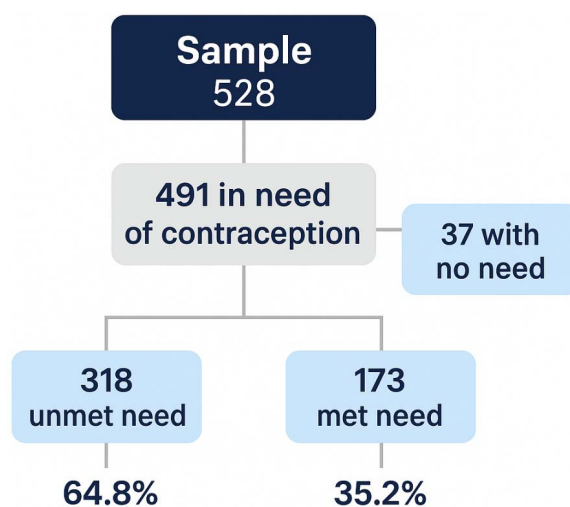 Sample
528
491 in need
of contraception
37 with
no need
318
unmet need
173
met need
64.8%
35.2%